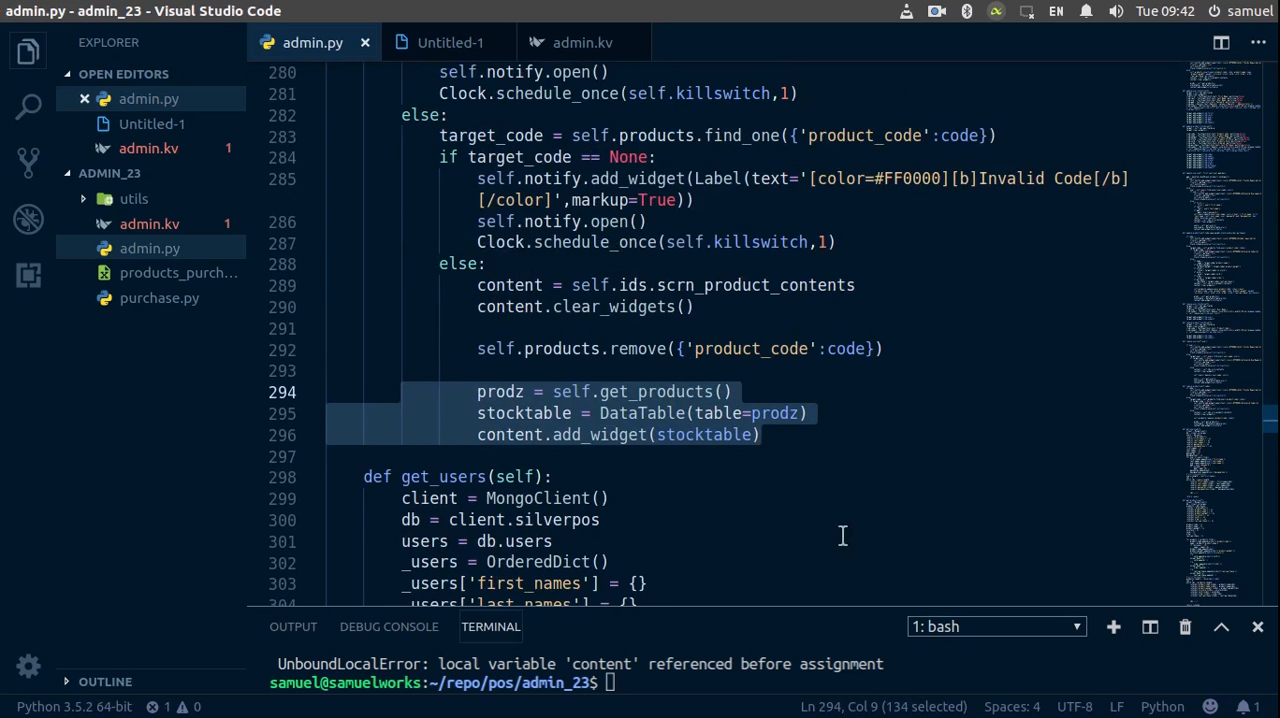 admin.py - admin_23 - Visual Studio Code
EN
Tue 09:42
samuel
EXPLORER
OPEN EDITORS
admin.py
Untitled-1
admin.kv 1
ADMIN_23
utils
admin.kv 1
admin.py
products_purch...
purchase.py
OUTLINE
admin.py
Untitled-1
admin.kv
280 self.notify.open()
281 Clock.schedule_once(self.killswitch,1)
282 else:
283 target_code = self.products.find_one({'product_code':code})
284 if target_code == None:
285 self.notify.add_widget(Label(text='[color=#FF0000][b]Invalid Code[/b]
[/color]',markup=True))
286 self.notify.open()
287 Clock.schedule_once(self.killswitch,1)
288 else:
289 content = self.ids.scrn_product_contents
290 content.clear_widgets()
291
292 self.products.remove({'product_code':code})
293
294 prodz = self.get_products()
295 stocktable = DataTable(table=prodz)
296 content.add_widget(stocktable)
297
298 def get_users(self):
299 client = MongoClient()
300 db = client.silverpos
301 users = db.users
302 _users = OrderedDict()
303 _users['first_names'] = {}
304 _users['last_names'] = {}
OUTPUT
DEBUG CONSOLE
TERMINAL
1: bash
UnboundLocalError: local variable 'content' referenced before assignment
samuel@samuelworks:~/repo/pos/admin_23$
Python 3.5.2 64-bit
1
0
Ln 294, Col 9 (134 selected)
Spaces: 4
UTF-8
LF
Python
1